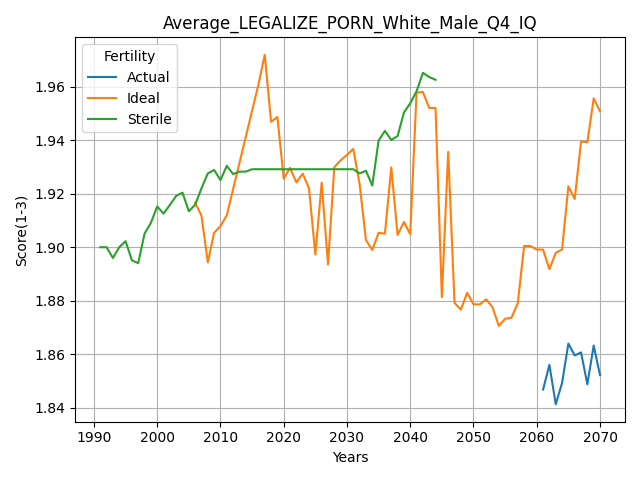 Average_LEGALIZE_PORN_White_Male_Q4_IQ
Fertility
Actual
Ideal
Sterile
Score(1-3)
1.96
1.94
1.92
1.90
1.88
1.86
1.84
1990 2000 2010 2020 2030 2040 2050 2060 2070
Years